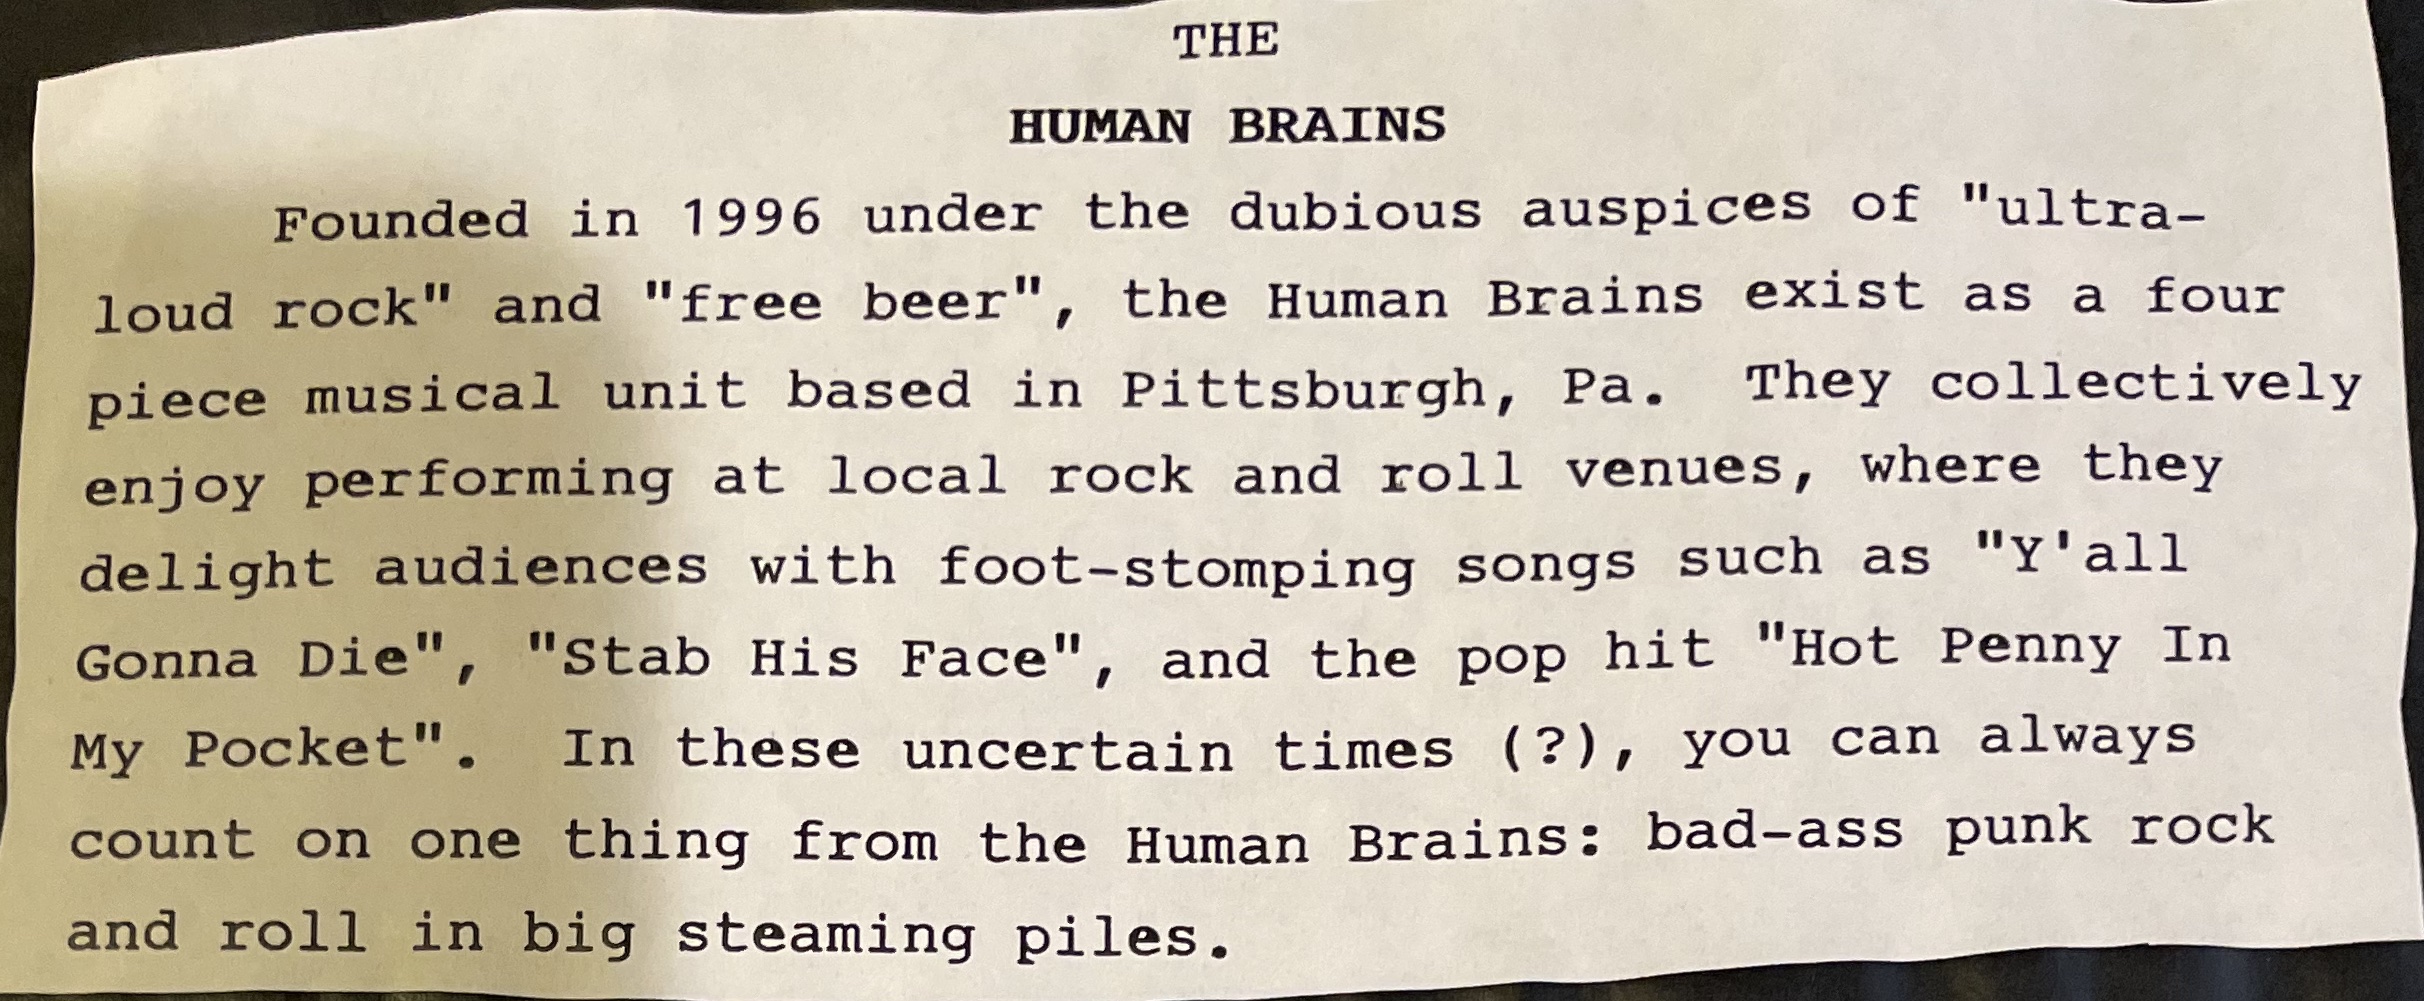 THE
HUMAN BRAINS
Founded in 1996 under the dubious auspices of "ultra-
loud rock" and "free beer", the Human Brains exist as a four
piece musical unit based in Pittsburgh, Pa.  They collectively
enjoy performing at local rock and roll venues, where they
delight audiences with foot-stomping songs such as "Y'all
Gonna Die", "Stab His Face", and the pop hit "Hot Penny In
My Pocket".  In these uncertain times (?), you can always
count on one thing from the Human Brains: bad-ass punk rock
and roll in big steaming piles.